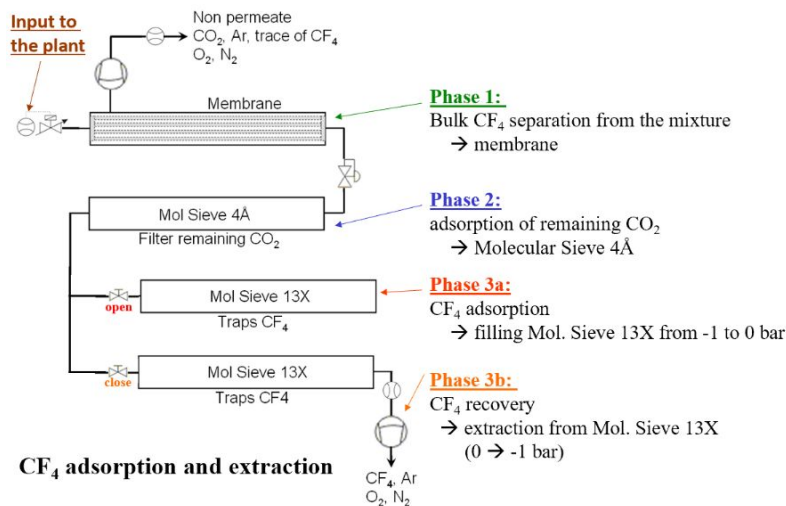 Input to
the plant
Non permeate
CO₂, Ar, trace of CF₄
O₂, N₂
Membrane
Phase 1:
Bulk CF₄ separation from the mixture
→ membrane
Mol Sieve 4Å
Filter remaining CO₂
Phase 2:
adsorption of remaining CO₂
→ Molecular Sieve 4Å
open
Mol Sieve 13X
Traps CF₄
Phase 3a:
CF₄ adsorption
→ filling Mol. Sieve 13X from -1 to 0 bar
close
Mol Sieve 13X
Traps CF4
Phase 3b:
CF₄ recovery
→ extraction from Mol. Sieve 13X
(0 → -1 bar)
CF₄ adsorption and extraction
CF₄, Ar
O₂, N₂